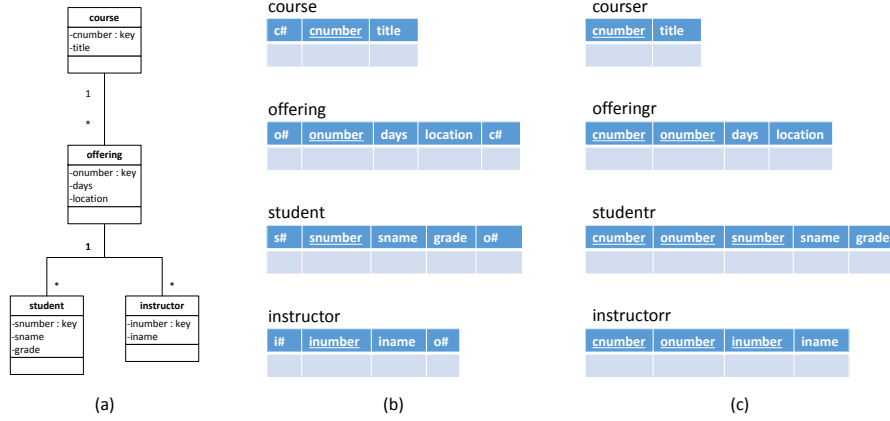 course
-cnumber : key
-title
1
*
offering
-onumber : key
-days
-location
1
*
*
student
-snumber : key
-sname
-grade
instructor
-inumber : key
-iname
(a)
course
c# cnumber title
offering
o# onumber days location c#
student
s# snumber sname grade o#
instructor
i# inumber iname o#
(b)
courser
cnumber title
offeringr
cnumber onumber days location
studentr
cnumber onumber snumber sname grade
instructorr
cnumber onumber inumber iname
(c)